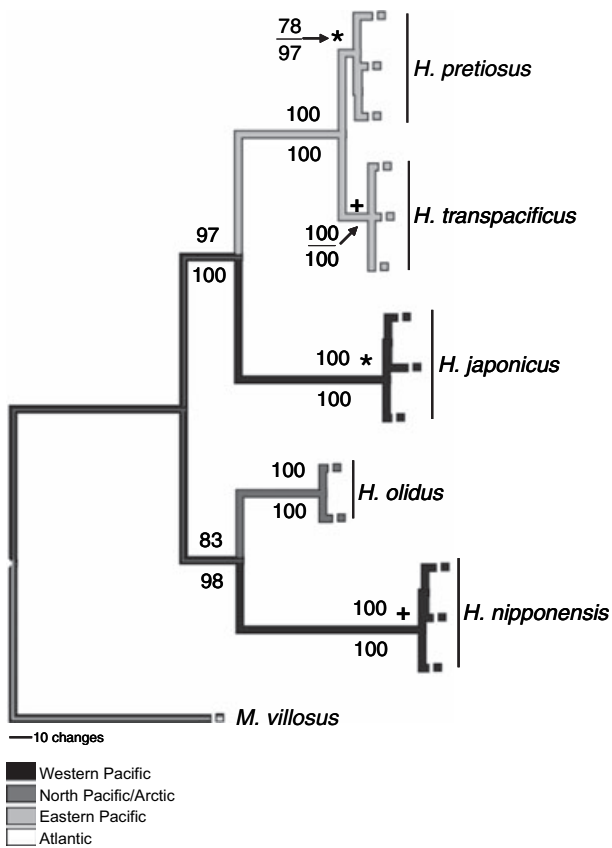 78
97
*
H. pretiosus
100
100
+
H. transpacificus
100
100
97
100
100 *
100
H. japonicus
100
100
H. olidus
83
98
100 +
100
H. nipponensis
M. villosus
10 changes
Western Pacific
North Pacific/Arctic
Eastern Pacific
Atlantic